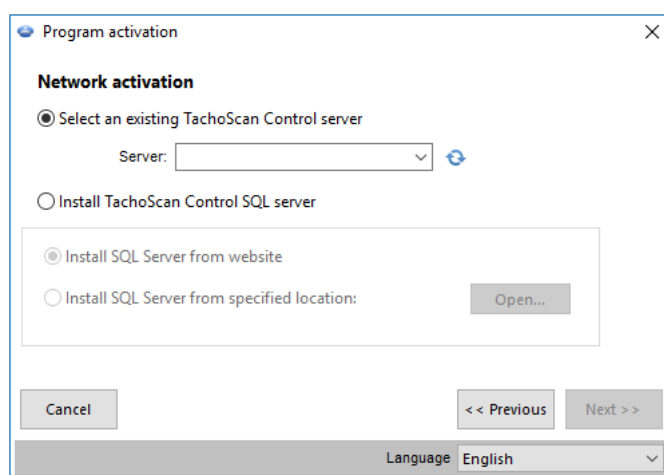 Program activation
Network activation
Select an existing TachoScan Control server
Server:
Install TachoScan Control SQL server
Install SQL Server from website
Install SQL Server from specified location:
Open...
Cancel
<< Previous
Next >>
Language
English